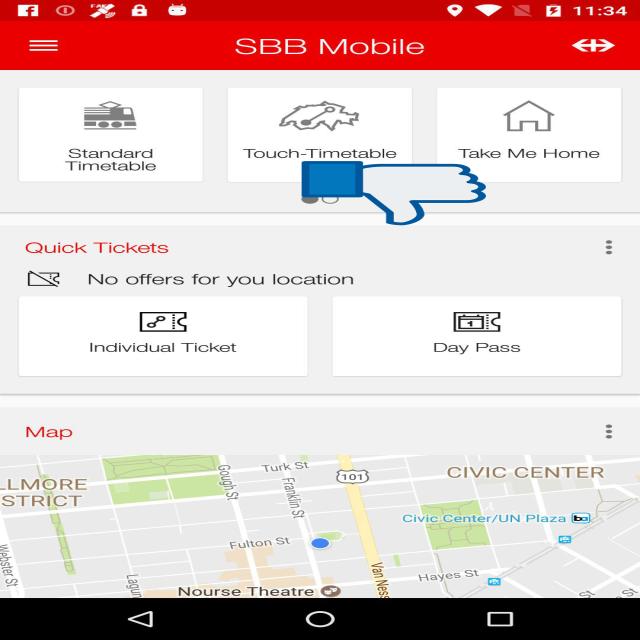 11:34
SBB Mobile
Standard
Timetable
Touch-Timetable
Take Me Home
Quick Tickets
No offers for you location
Individual Ticket
Day Pass
Map
LLMORE
STRICT
Turk St
101
CIVIC CENTER
Gough St
Franklin St
Civic Center/UN Plaza
ba
Fulton St
Webster St
Lagun
Van Ness
Hayes St
Nourse Theatre